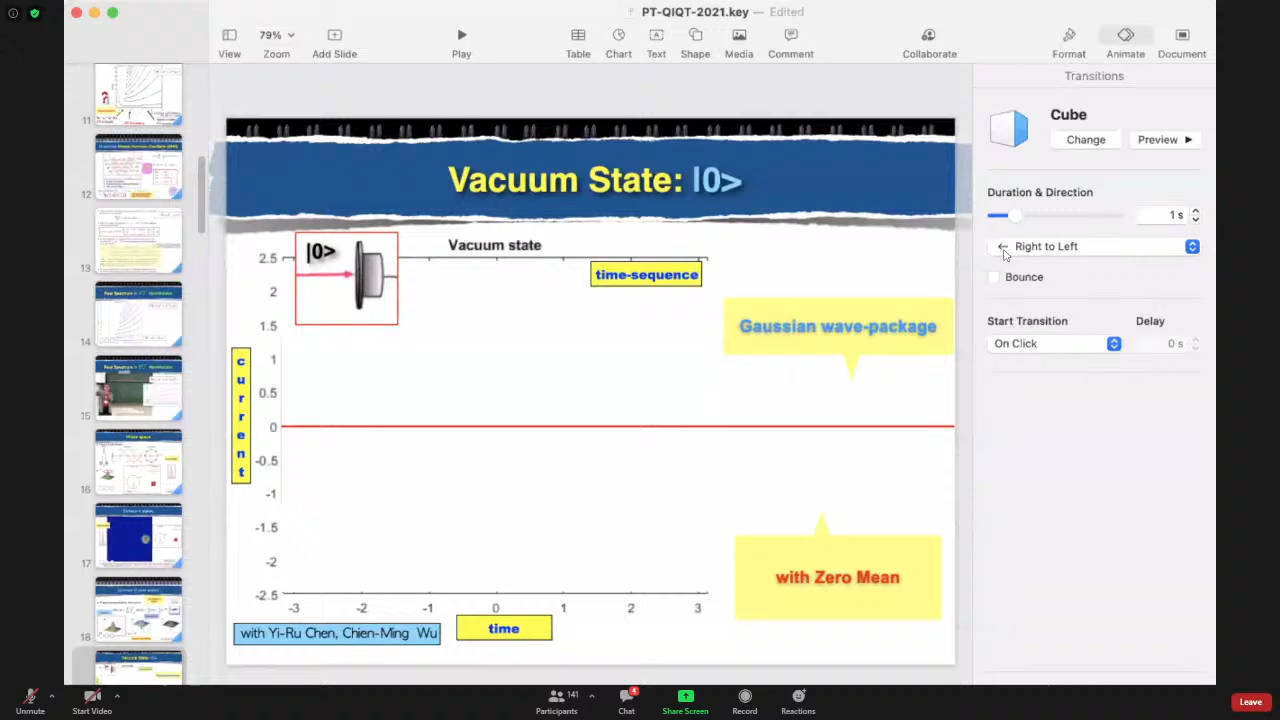 PT-QIQT-2021.key — Edited
79%
View Zoom Add Slide Play Table Chart Text Shape Media Comment Collaborate Format Animate Document
Transitions
Cube
Change Preview
uration & Direction
1 s
Right to Left
Bounce
Start Transition Delay
On Click 0 s
11
12
13
14
15
16
17
18
Vacuum State: |0>
|0>
Vacuum state
time-sequence
Gaussian wave-package
current
2.5
1.5
1
0.5
0
-0.5
-1
-1.5
-2
-2.5
with Zero Mean
-2 -1 0 1 2 3
time
with Yi-Ru Chen, Chien-Ming Wu
Unmute Start Video Participants 141 Chat 4 Share Screen Record Reactions Leave